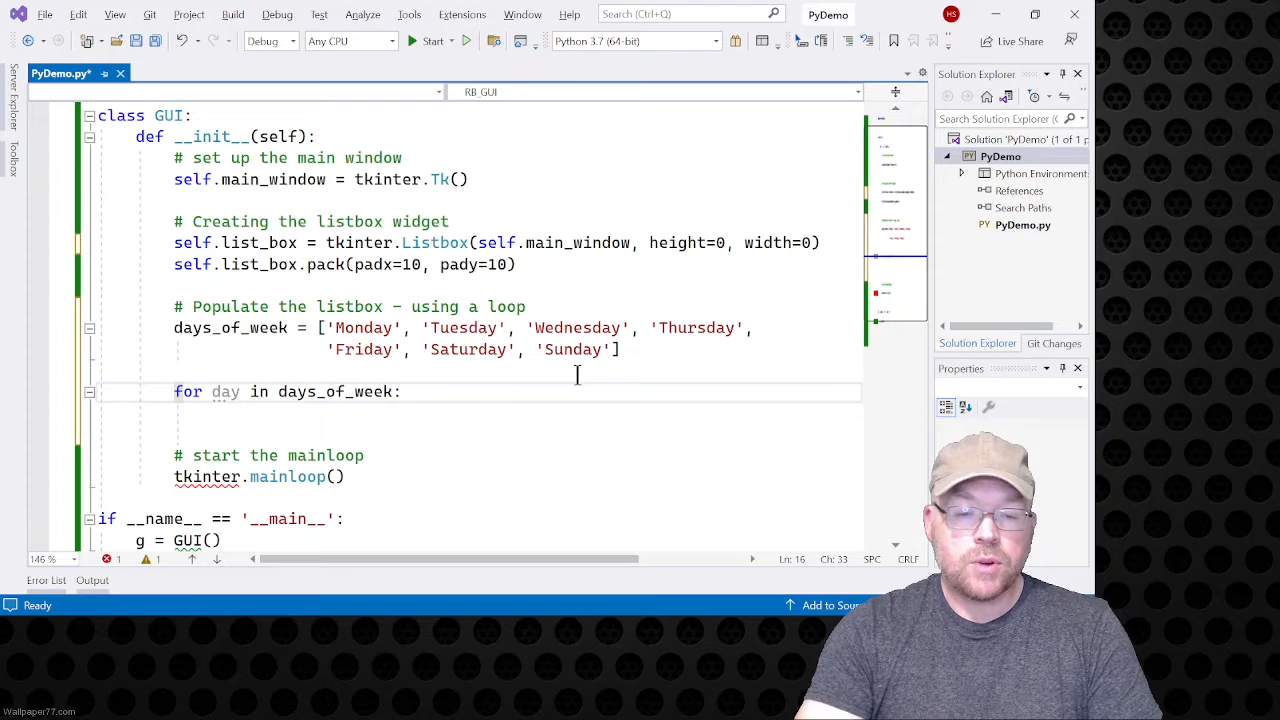 File Edit View Git Project Build Debug Test Analyze Tools Extensions Window Help Search (Ctrl+Q) PyDemo HS
Debug Any CPU Start Python 3.7 (64-bit) Live Share
Server Explorer
Toolbox
PyDemo.py*
RB_GUI
class GUI:
def __init__(self):
# set up the main window
self.main_window = tkinter.Tk()
# Creating the listbox widget
self.list_box = tkinter.Listbox(self.main_window, height=0, width=0)
self.list_box.pack(padx=10, pady=10)
# Populate the listbox - using a loop
days_of_week = ['Monday', 'Tuesday', 'Wednesday', 'Thursday',
'Friday', 'Saturday', 'Sunday']
for day in days_of_week:
# start the mainloop
tkinter.mainloop()
if __name__ == '__main__':
g = GUI()
146 % 1 1 Ln: 16 Ch: 33 SPC CRLF
Error List Output
Ready Add to Sour
Solution Explorer
Search Solution Explorer (C
Solution 'PyDemo' (1 of 1 p
PyDemo
Python Environment
References
Search Paths
PyDemo.py
Solution Explorer Git Changes
Properties
Wallpaper77.com